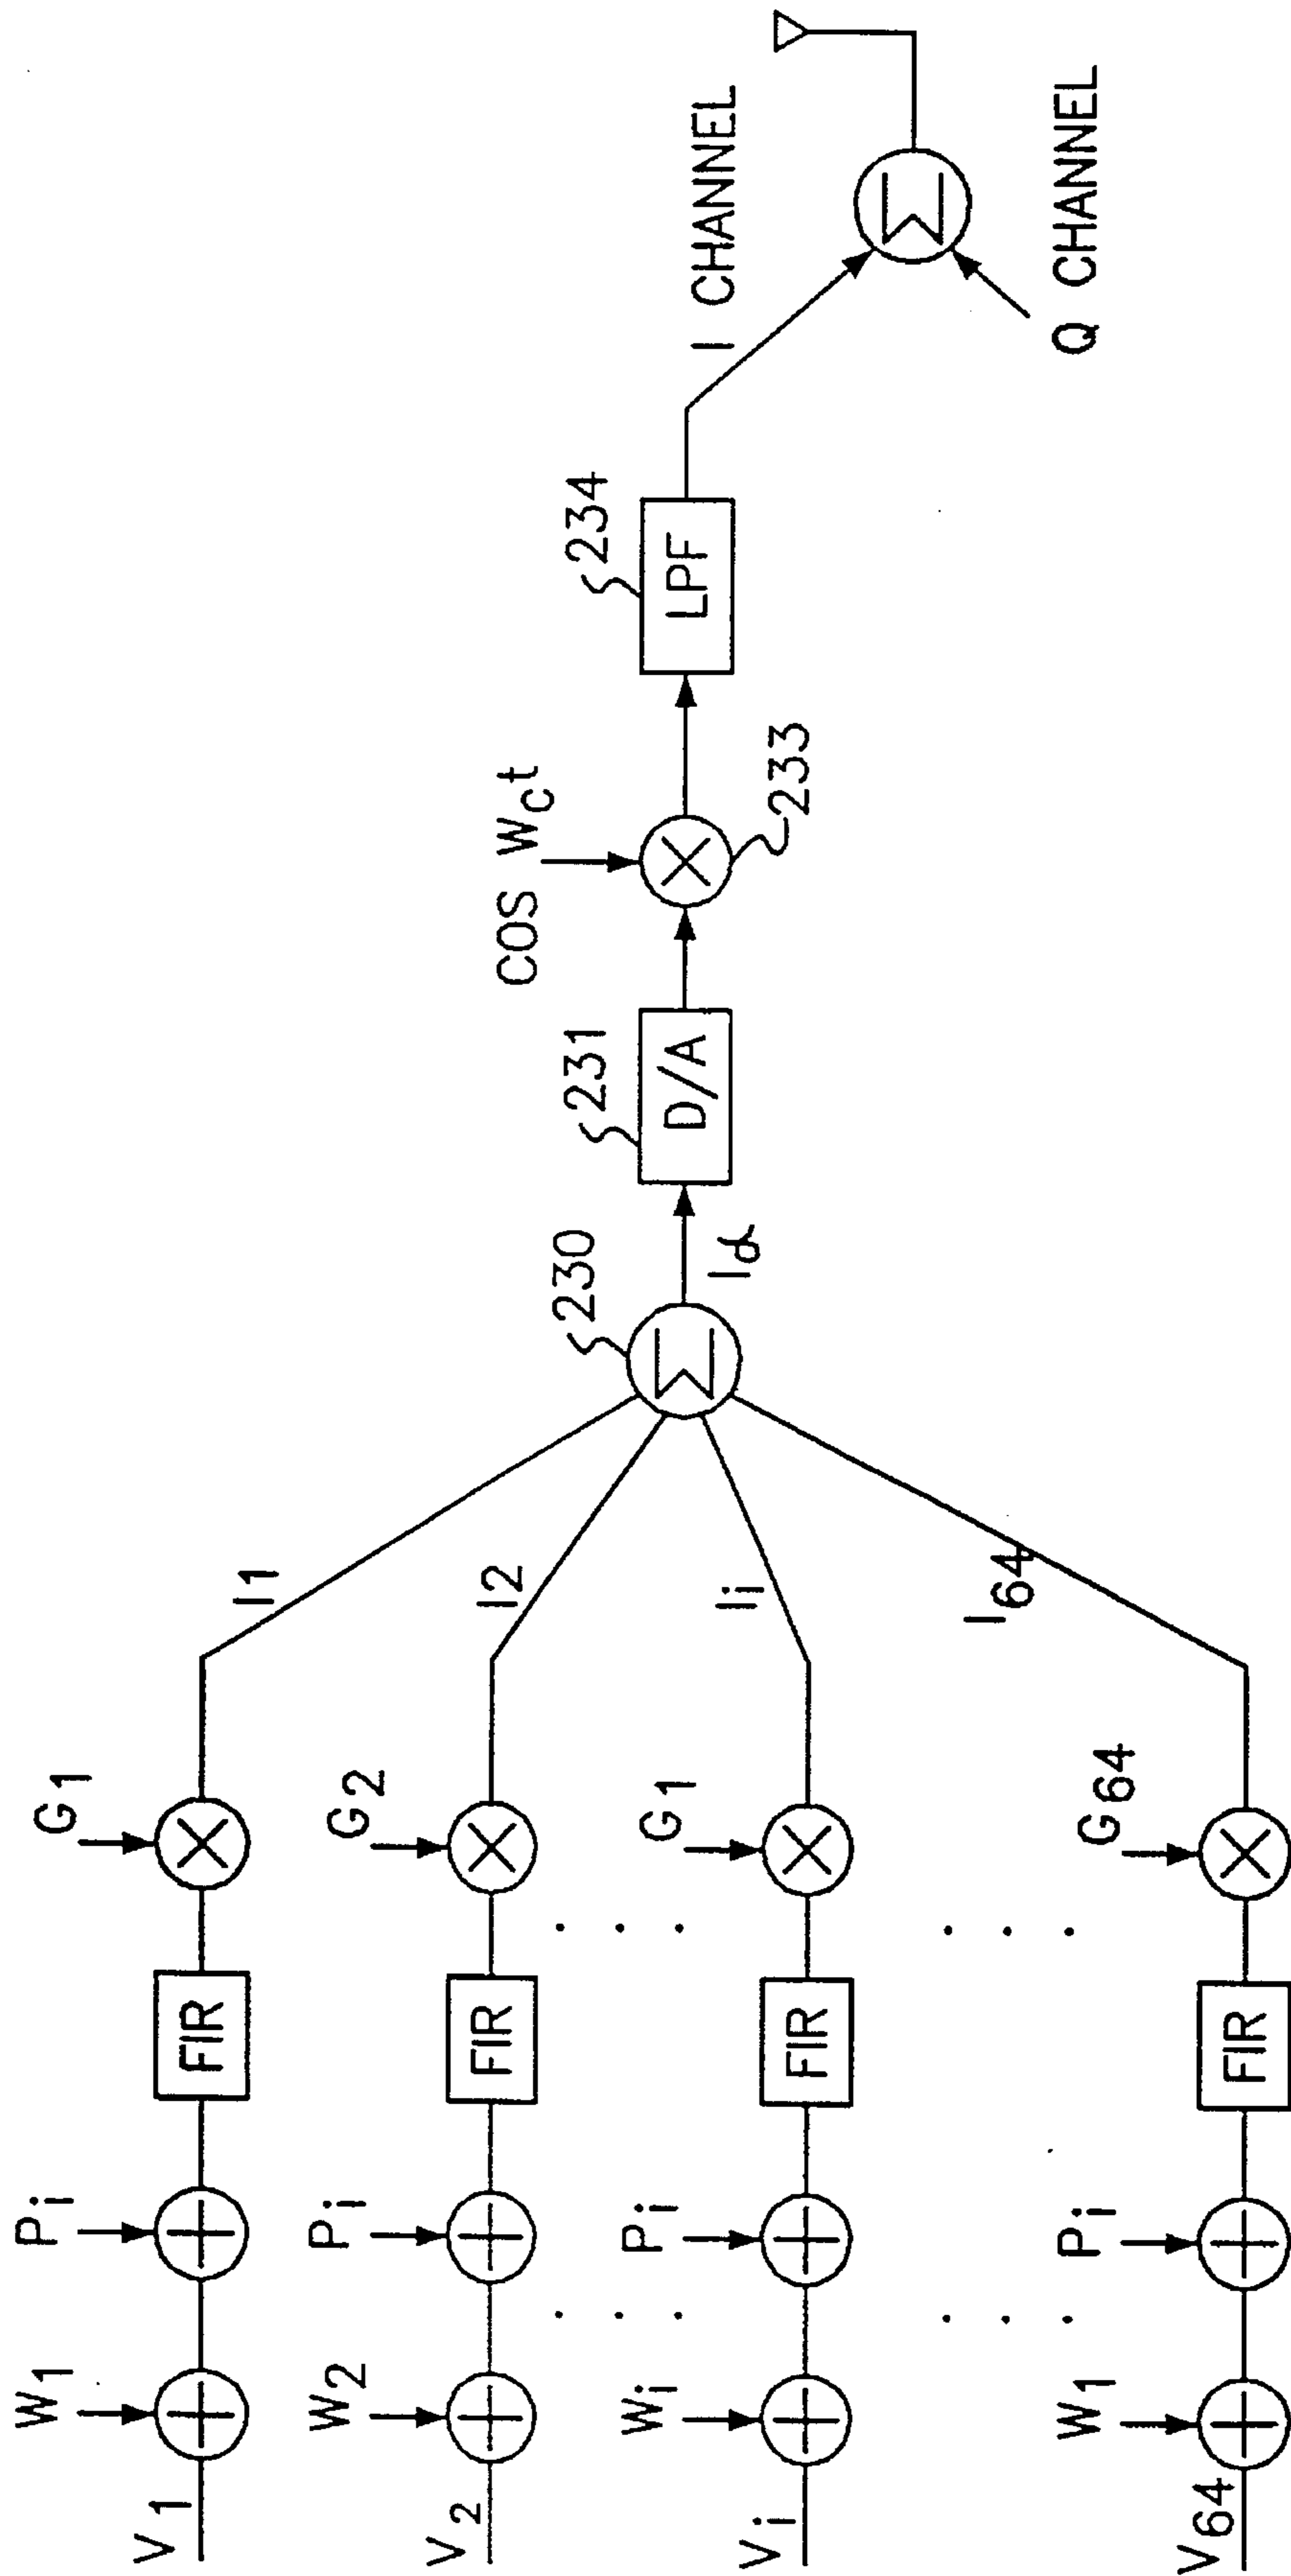 V1 W1 Pi FIR G1 I1
V2 W2 Pi FIR G2 I2
Vi Wi Pi FIR G1 Ii
V64 W1 Pi FIR G64 I64
Σ 230
Iα
D/A 231
COS Wct
233
LPF 234
I CHANNEL
Σ
Q CHANNEL